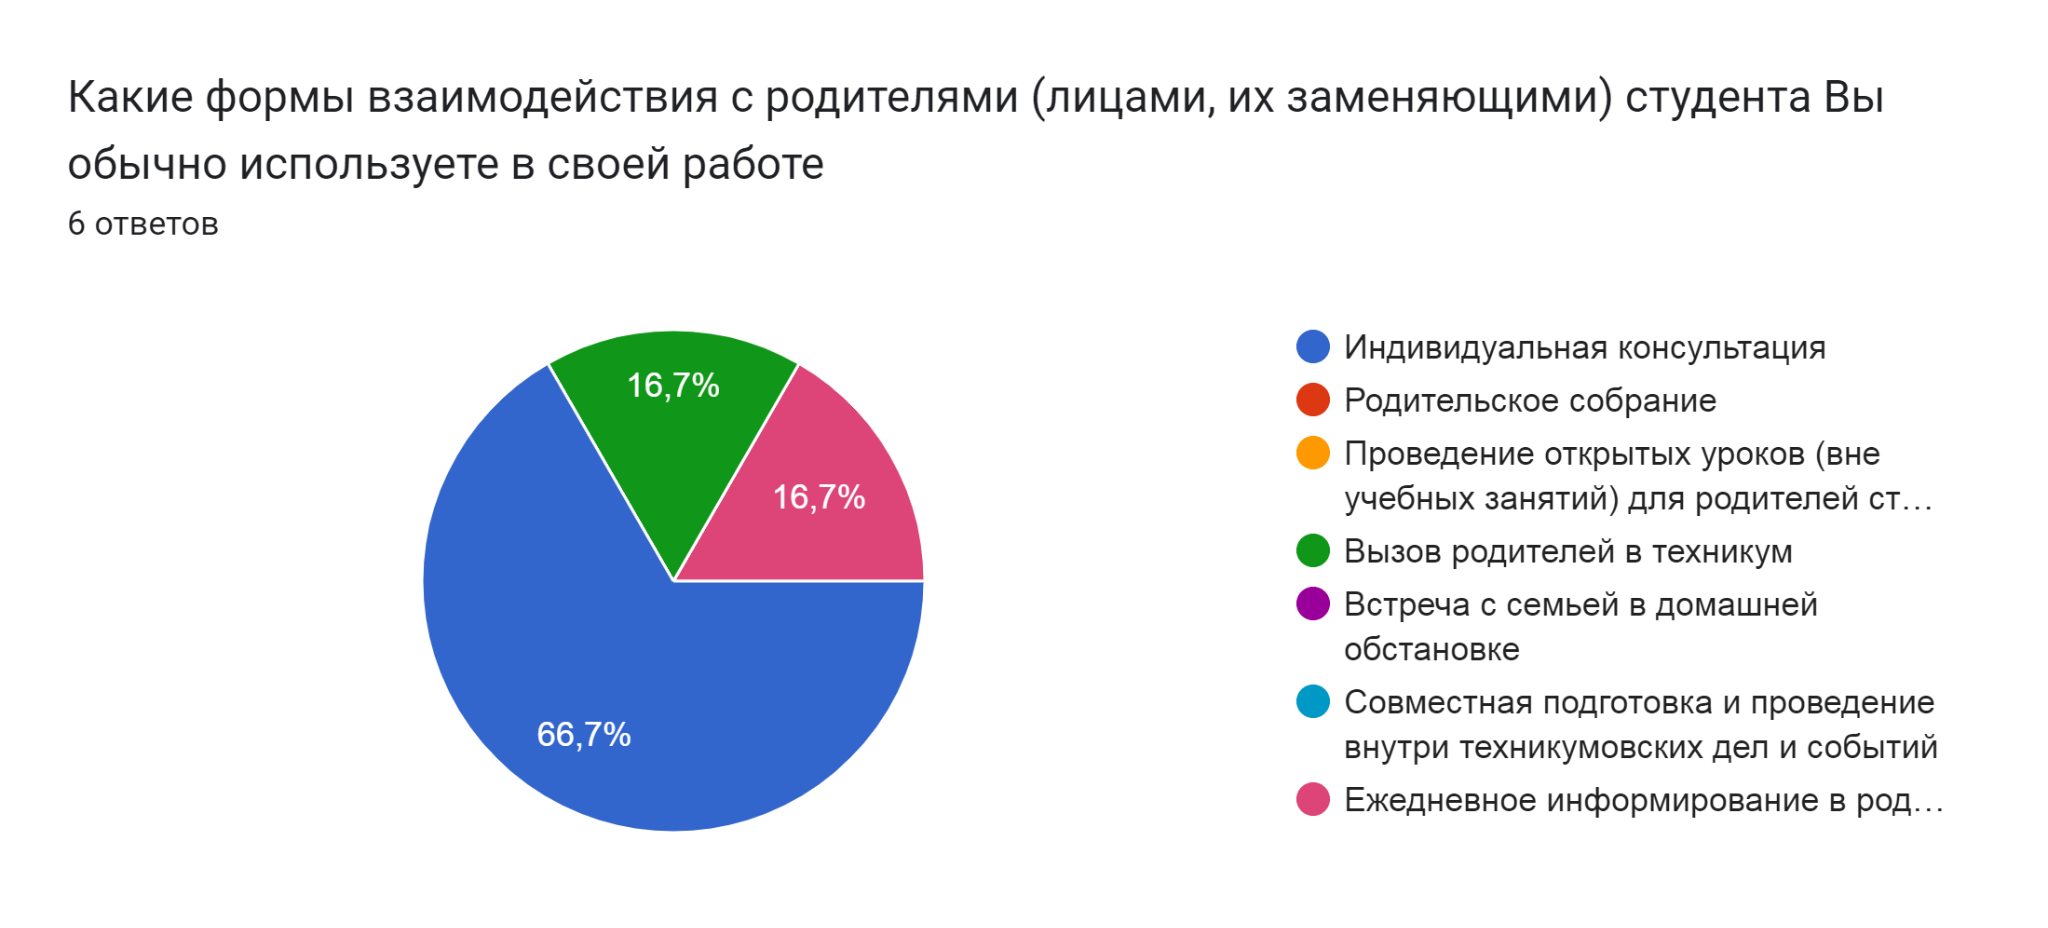 Какие формы взаимодействия с родителями (лицами, их заменяющими) студента Вы
обычно используете в своей работе
6 ответов
16,7%
16,7%
66,7%
Индивидуальная консультация
Родительское собрание
Проведение открытых уроков (вне
учебных занятий) для родителей ст…
Вызов родителей в техникум
Встреча с семьей в домашней
обстановке
Совместная подготовка и проведение
внутри техникумовских дел и событий
Ежедневное информирование в род…